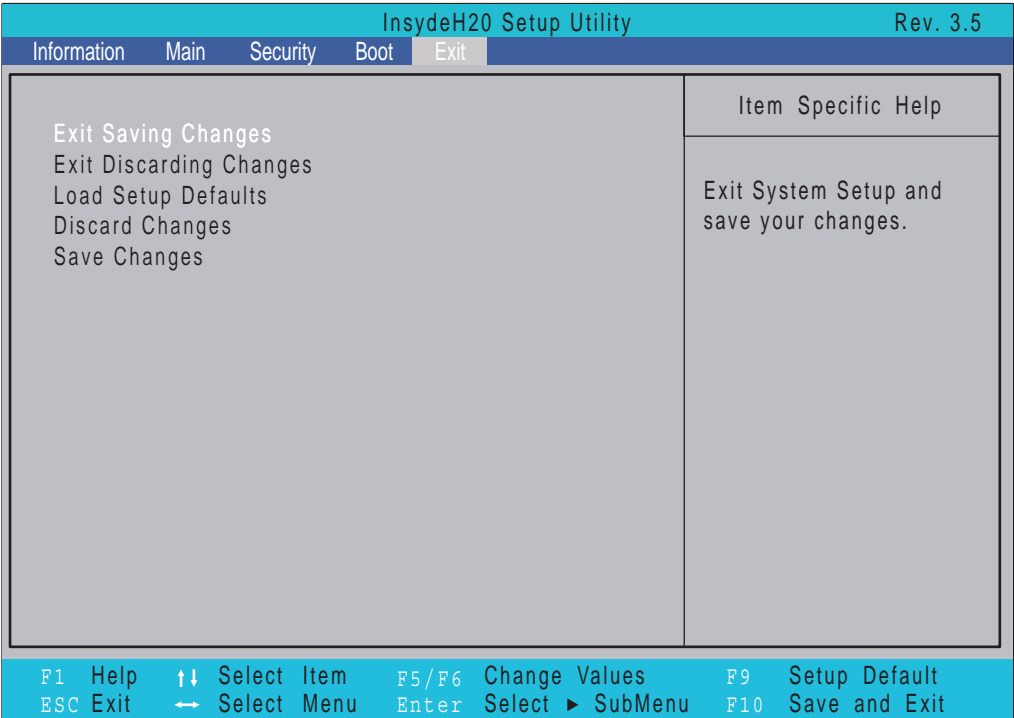 InsydeH20 Setup Utility Rev. 3.5
Information Main Security Boot Exit
Item Specific Help
Exit Saving Changes
Exit Discarding Changes
Load Setup Defaults
Discard Changes
Save Changes
Exit System Setup and
save your changes.
F1 Help ↑↓ Select Item F5/F6 Change Values F9 Setup Default
ESC Exit ↔ Select Menu Enter Select ► SubMenu F10 Save and Exit